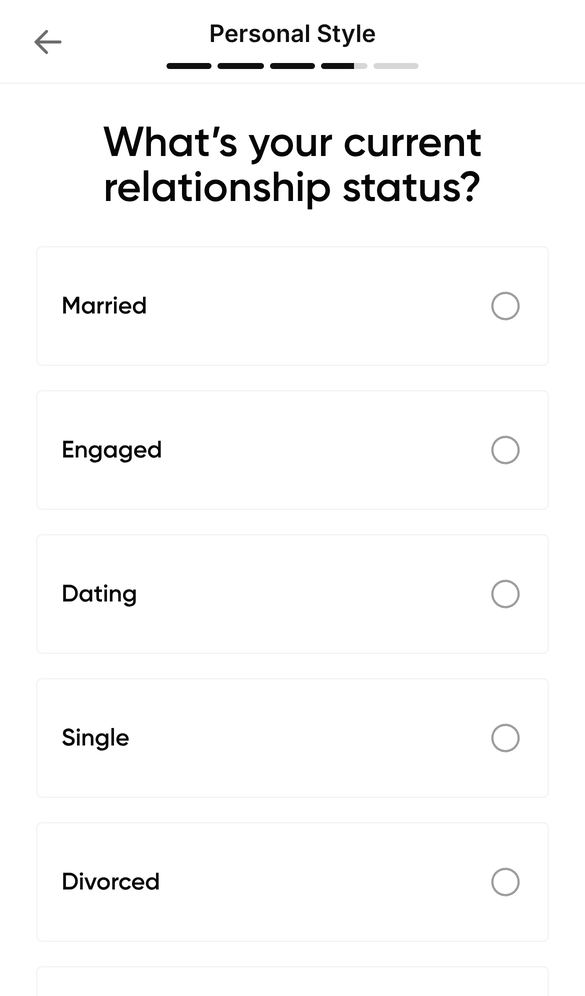 Personal Style
What’s your current
relationship status?
Married
Engaged
Dating
Single
Divorced